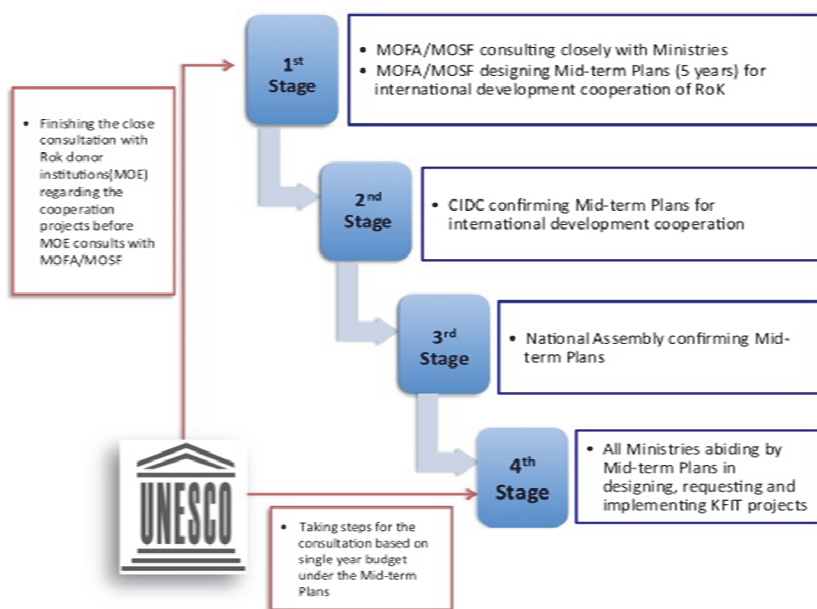 1st
Stage
• MOFA/MOSF consulting closely with Ministries
• MOFA/MOSF designing Mid-term Plans (5 years) for
international development cooperation of RoK
• Finishing the close
consultation with
Rok donor
institutions(MOE)
regarding the
cooperation
projects before
MOE consults with
MOFA/MOSF
2nd
Stage
• CIDC confirming Mid-term Plans for
international development cooperation
3rd
Stage
• National Assembly confirming Mid-
term Plans
4th
Stage
• All Ministries abiding by
Mid-term Plans in
designing, requesting and
implementing KFIT projects
UNESCO
• Taking steps for the
consultation based on
single year budget
under the Mid-term
Plans